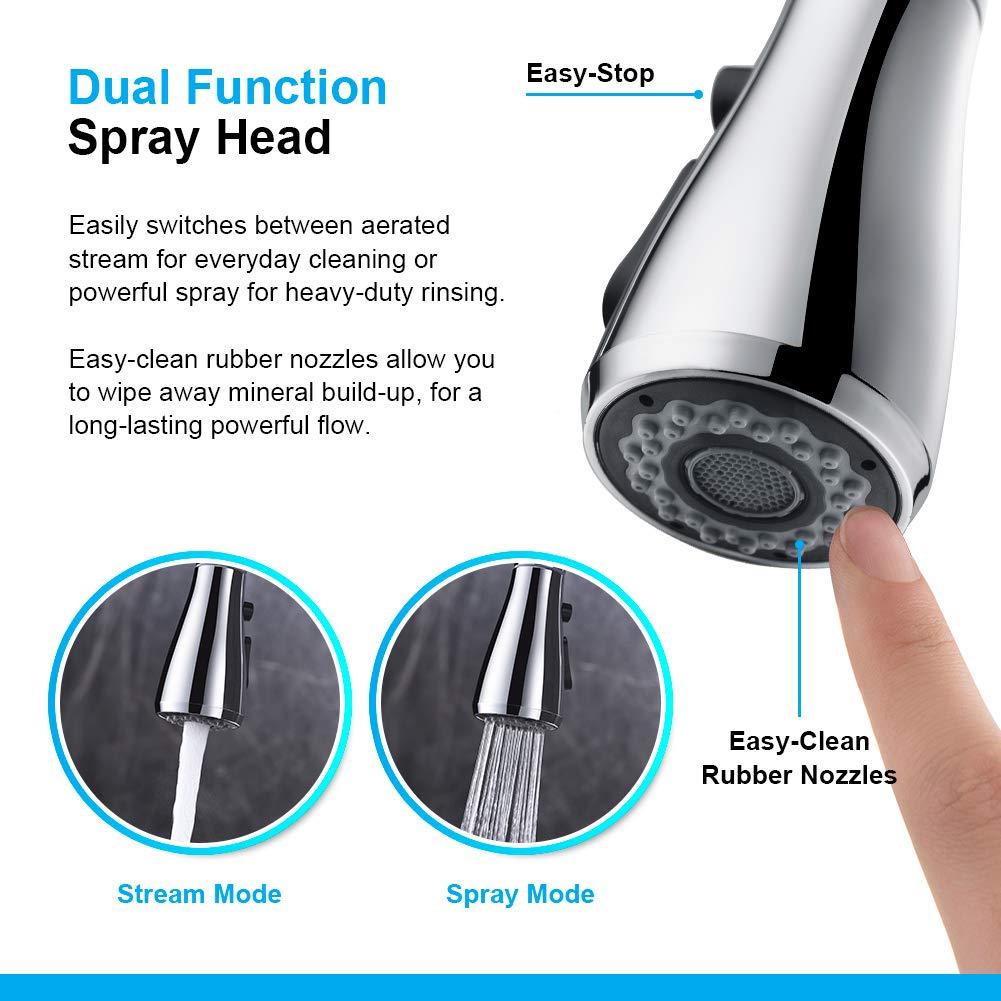 Dual Function
Spray Head
Easy-Stop
Easily switches between aerated
stream for everyday cleaning or
powerful spray for heavy-duty rinsing.
Easy-clean rubber nozzles allow you
to wipe away mineral build-up, for a
long-lasting powerful flow.
Easy-Clean
Rubber Nozzles
Stream Mode
Spray Mode